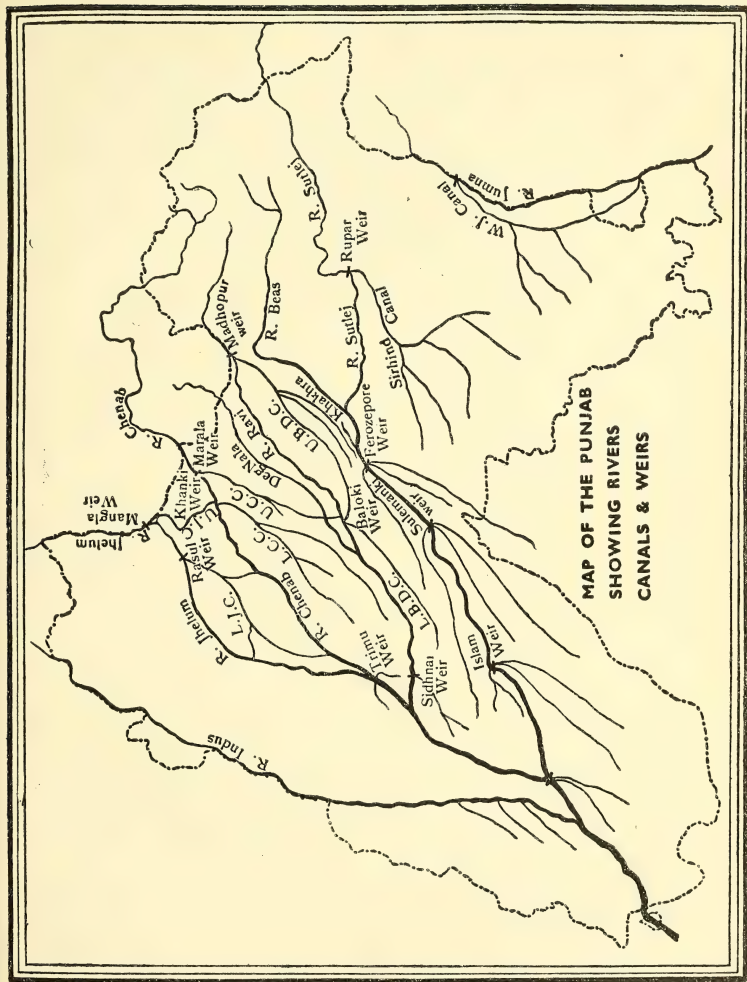 R. Chenab
Mangla
Weir
R. Jhelum
Khanki
Weir
Marala
Weir
Madhopur
weir
U.J.C.
Rasul
Weir
L.J.C.
R. Jhelum
U.C.C.
L.C.C.
R. Chenab
Deg Nala
R. Ravi
U.B.D.C.
R. Beas
R. Sutlej
Rupar
Weir
R. Sutlej
Khakhra
Ferozepore
Weir
Sirhind Canal
W. J. Canal
R. Jumna
Baloki
Weir
Sulemanki
weir
L.B.D.C.
Trimu
Weir
Sidhnai
Weir
Islam
Weir
R. Indus
MAP OF THE PUNJAB
SHOWING RIVERS
CANALS & WEIRS